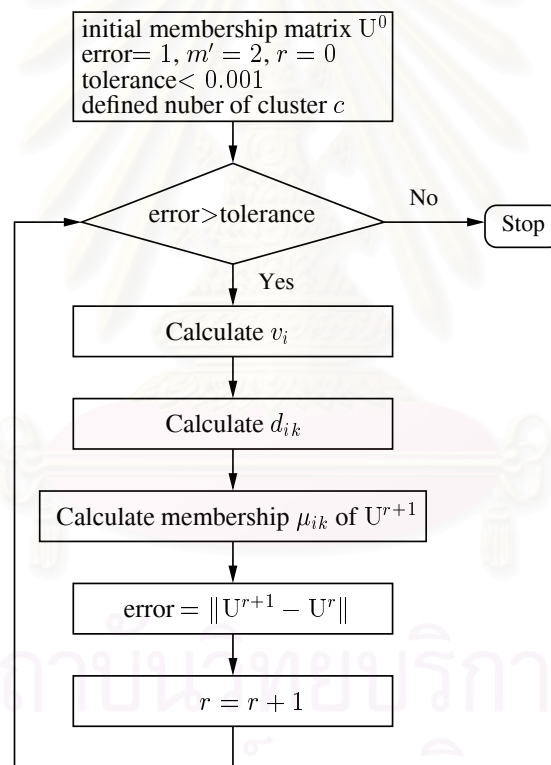 initial membership matrix U⁰
error= 1, m′ = 2, r = 0
tolerance< 0.001
defined nuber of cluster c
error>tolerance
No
Stop
Yes
Calculate vᵢ
Calculate dᵢₖ
Calculate membership μᵢₖ of Uʳ⁺¹
error = ‖Uʳ⁺¹ − Uʳ‖
r = r + 1